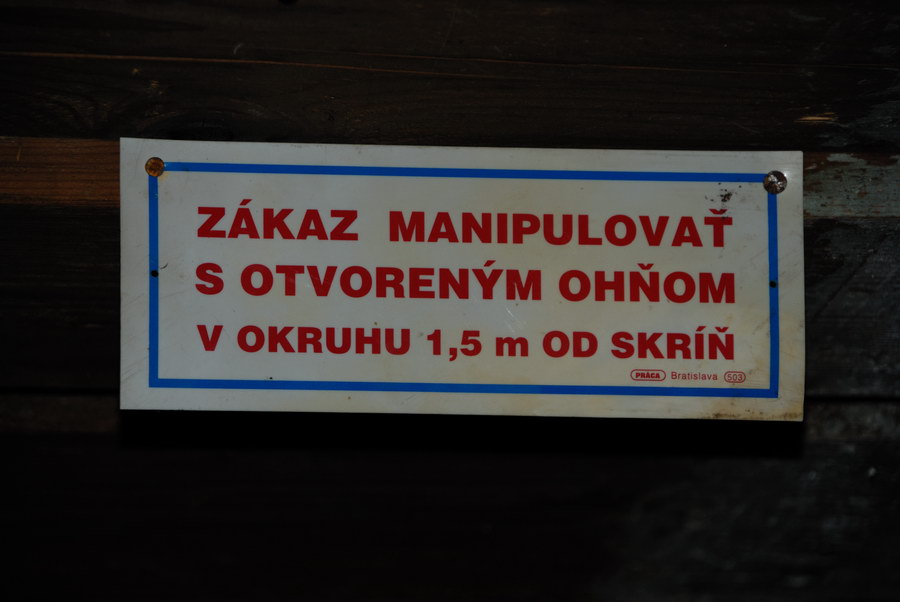 ZÁKAZ MANIPULOVAŤ
S OTVORENÝM OHŇOM
V OKRUHU 1,5 m OD SKRÍŇ
PRÁCA Bratislava 503